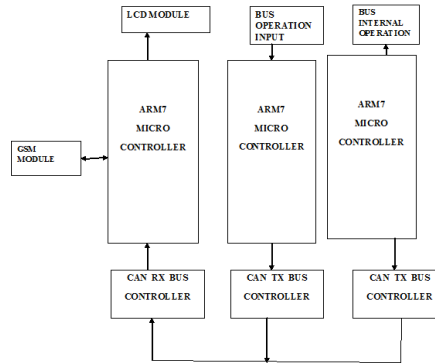 LCD MODULE
BUS
OPERATION
INPUT
BUS
INTERNAL
OPERATION
ARM7
MICRO
CONTROLLER
ARM7
MICRO
CONTROLLER
ARM7
MICRO
CONTROLLER
GSM
MODULE
CAN RX BUS
CONTROLLER
CAN TX BUS
CONTROLLER
CAN TX BUS
CONTROLLER